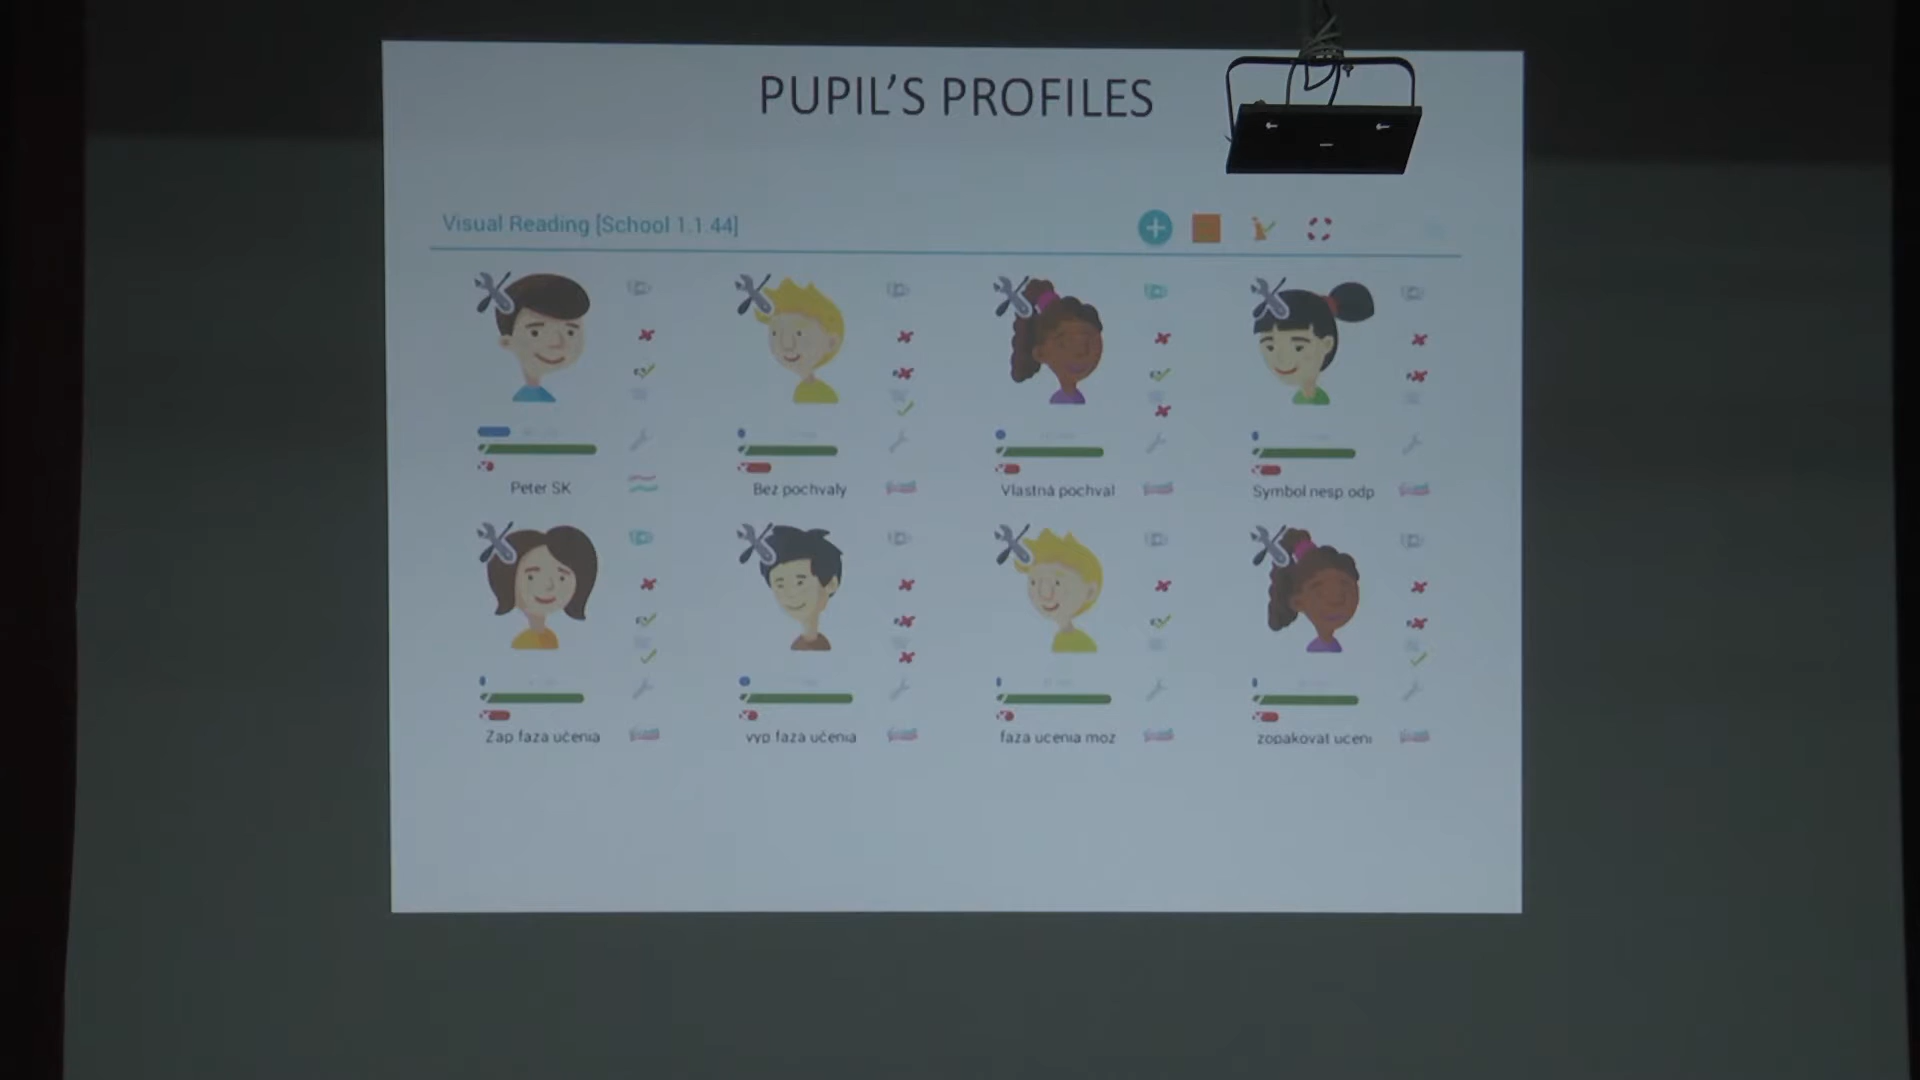 PUPIL'S PROFILES
Visual Reading [School 1.1.44]
Peter SK
Bez pochvaly
Vlastná pochval
Symbol nesp odp
Zap faza učenia
vyp faza učenia
faza ucenia moz
zopakovat uceni